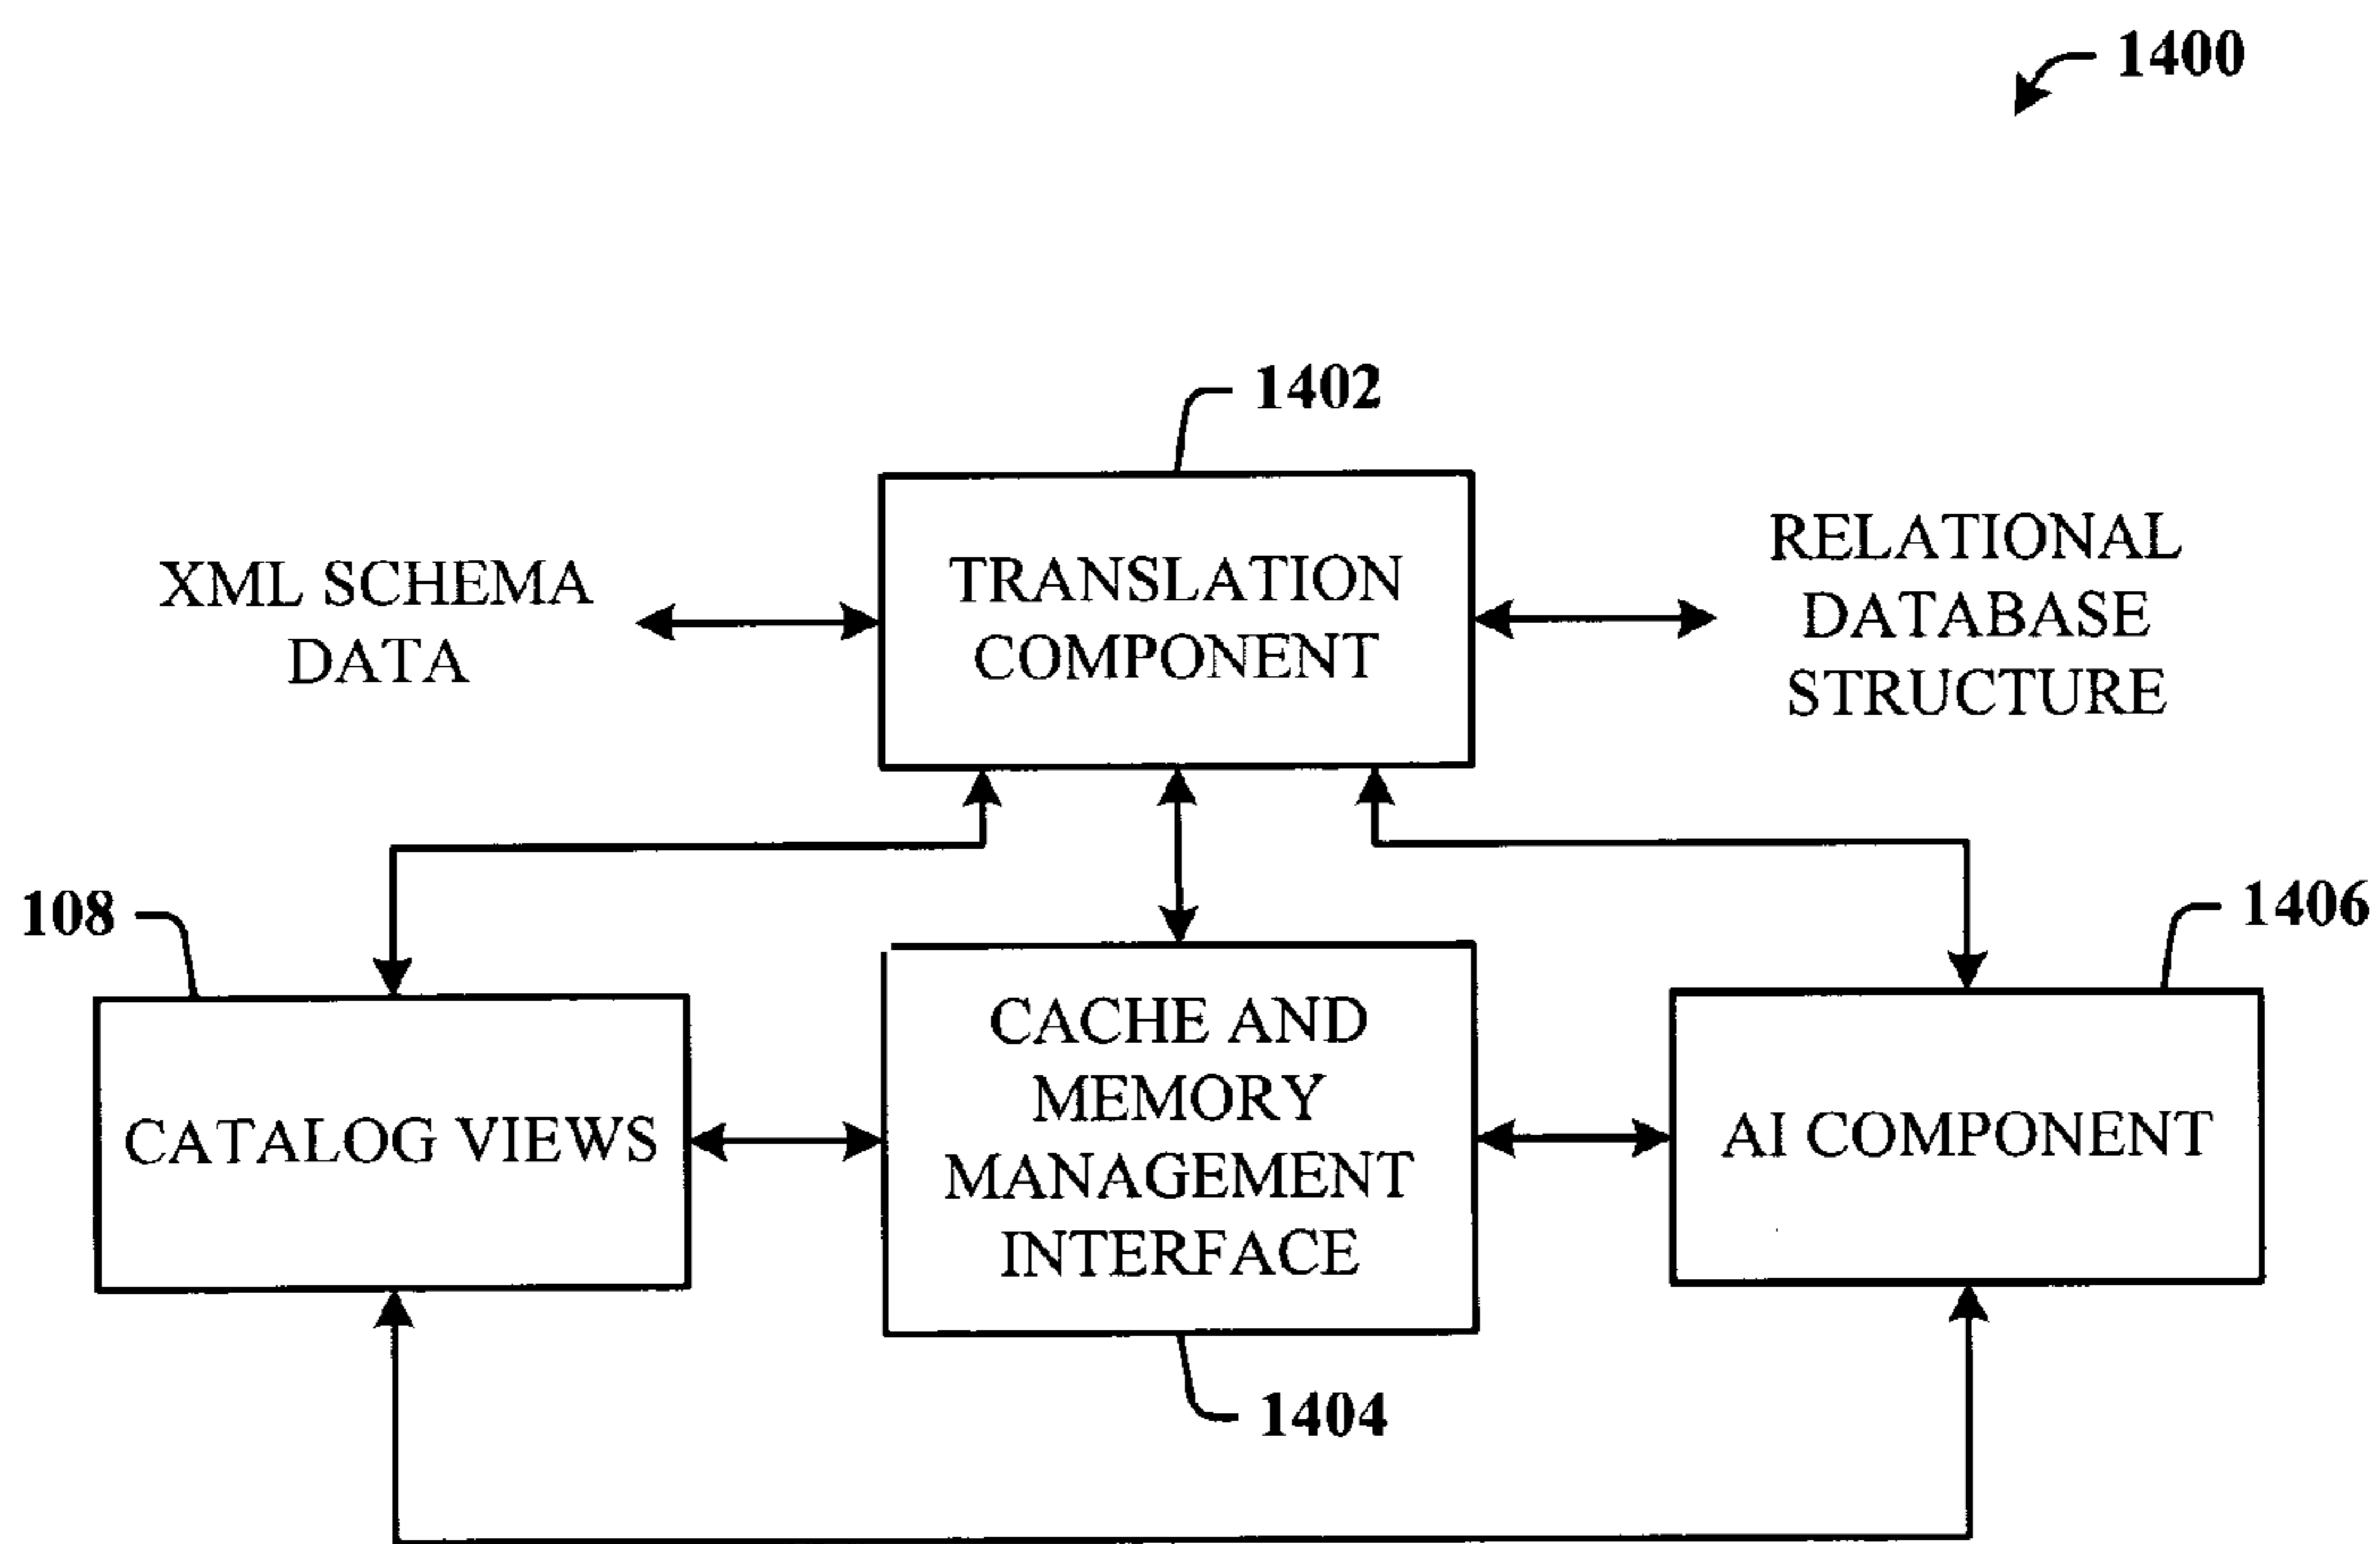 1400
1402
XML SCHEMA
DATA
TRANSLATION
COMPONENT
RELATIONAL
DATABASE
STRUCTURE
108
1406
CATALOG VIEWS
CACHE AND
MEMORY
MANAGEMENT
INTERFACE
AI COMPONENT
1404